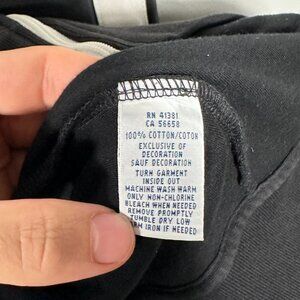 RN 41381
CA 56658
100% COTTON/COTON
EXCLUSIVE OF
DECORATION
SAUF DECORATION
TURN GARMENT
INSIDE OUT
MACHINE WASH WARM
ONLY NON-CHLORINE
BLEACH WHEN NEEDED
REMOVE PROMPTLY
TUMBLE DRY LOW
WARM IRON IF NEEDED